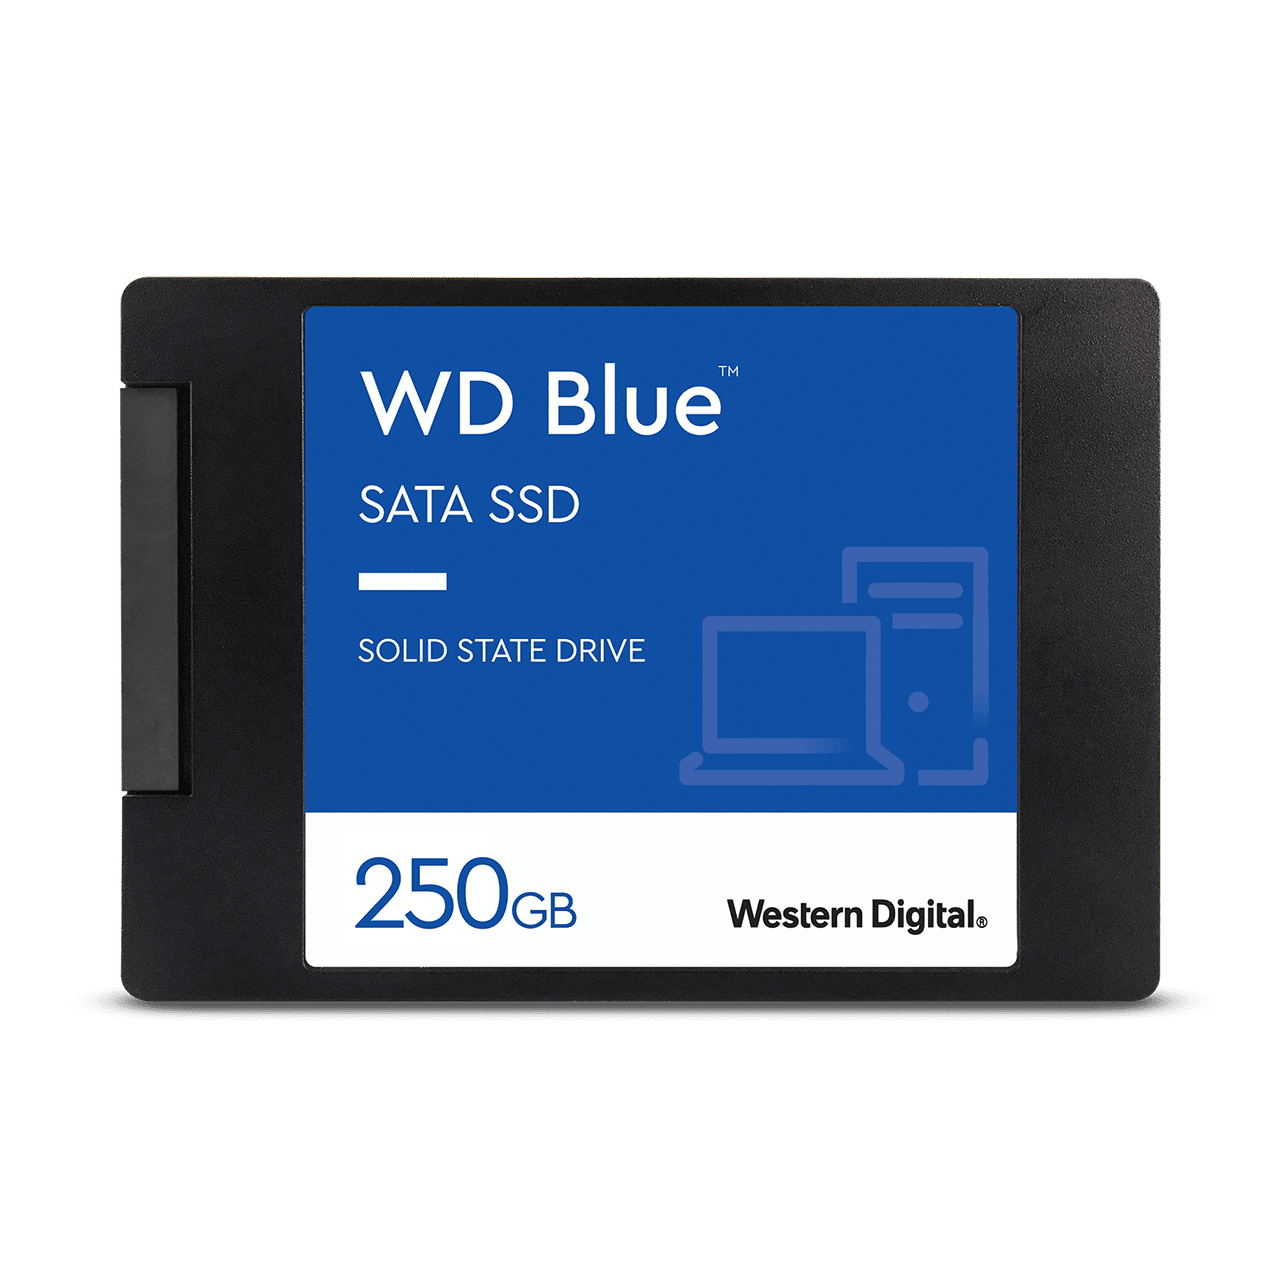 WD Blue™
SATA SSD
SOLID STATE DRIVE
250GB
Western Digital®